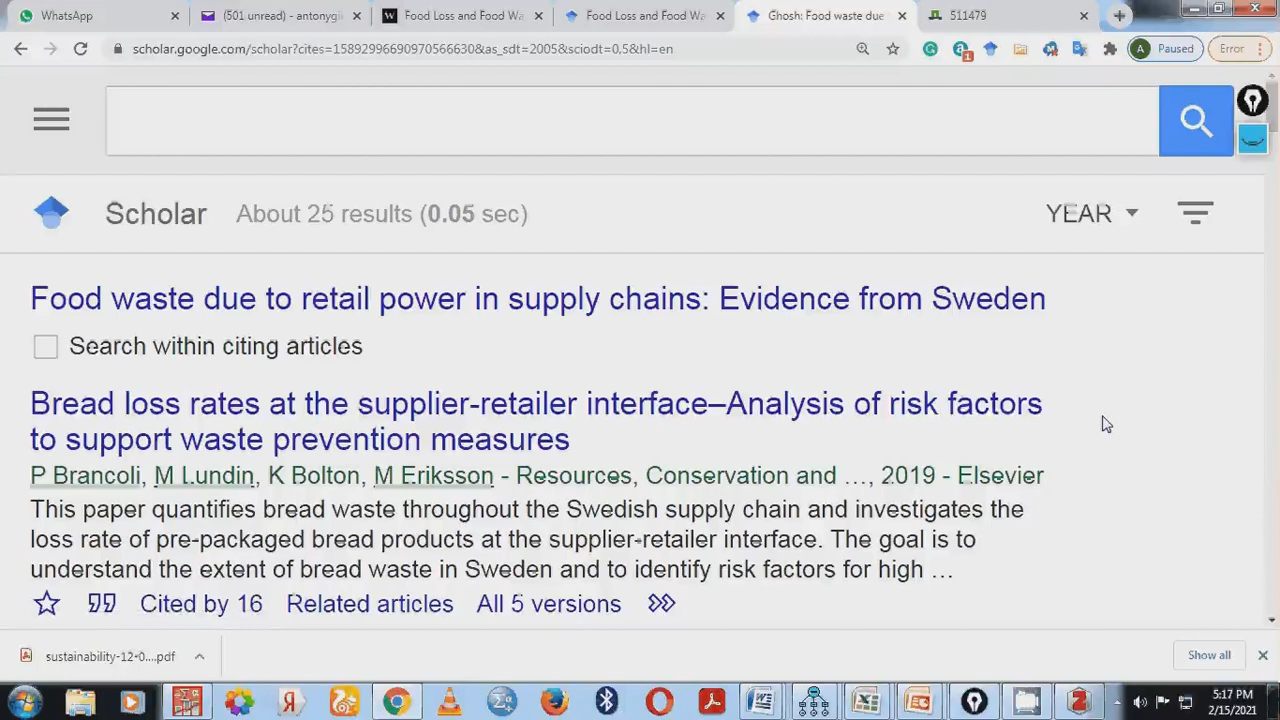 WhatsApp
(501 unread) - antonygi
Food Loss and Food Wa
Food Loss and Food Wa
Ghosh: Food waste due
511479
scholar.google.com/scholar?cites=15892996690970566630&as_sdt=2005&sciodt=0,5&hl=en
1
A Paused
Error
Scholar
About 25 results (0.05 sec)
YEAR
Food waste due to retail power in supply chains: Evidence from Sweden
Search within citing articles
Bread loss rates at the supplier-retailer interface–Analysis of risk factors
to support waste prevention measures
P Brancoli, M Lundin, K Bolton, M Eriksson - Resources, Conservation and …, 2019 - Elsevier
This paper quantifies bread waste throughout the Swedish supply chain and investigates the
loss rate of pre-packaged bread products at the supplier-retailer interface. The goal is to
understand the extent of bread waste in Sweden and to identify risk factors for high …
Cited by 16 Related articles All 5 versions
sustainability-12-0....pdf
Show all
5:17 PM
2/15/2021